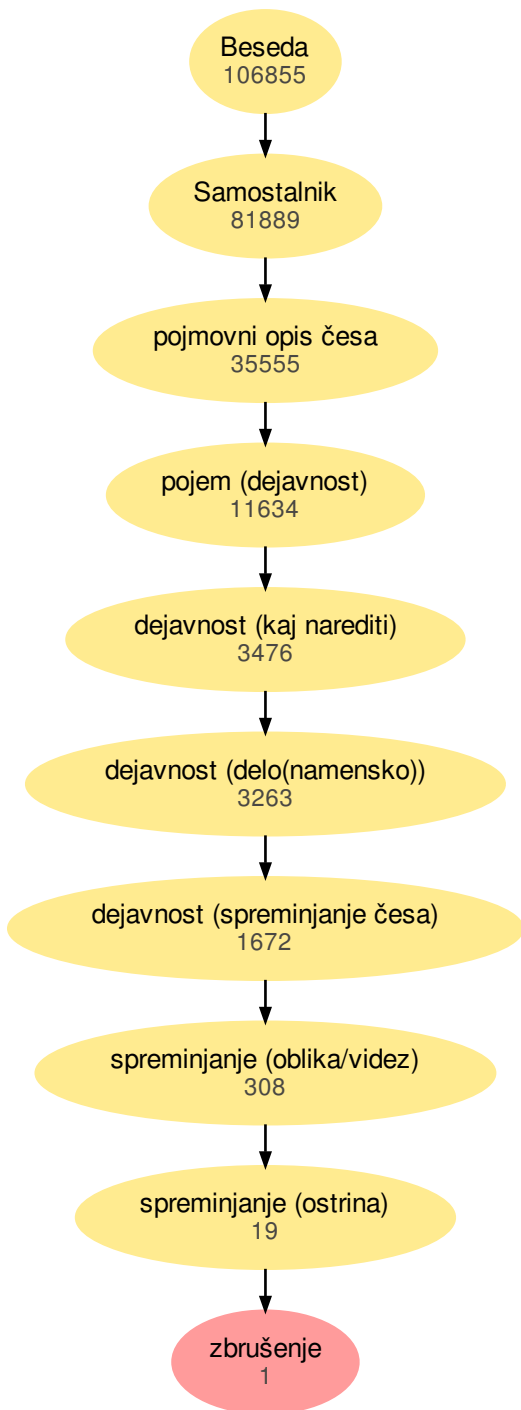 Beseda
106855
Samostalnik
81889
pojmovni opis česa
35555
pojem (dejavnost)
11634
dejavnost (kaj narediti)
3476
dejavnost (delo(namensko))
3263
dejavnost (spreminjanje česa)
1672
spreminjanje (oblika/videz)
308
spreminjanje (ostrina)
19
zbrušenje
1